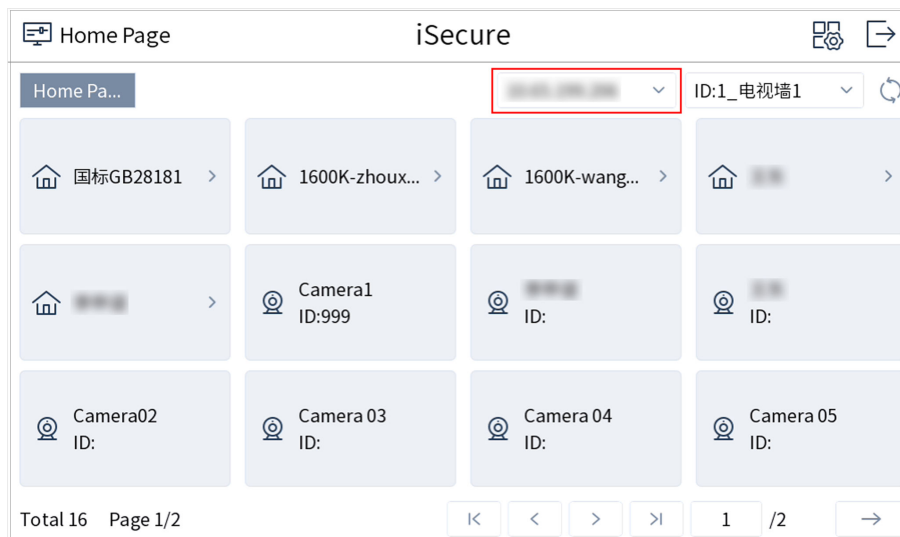 Home Page
iSecure
Home Pa...
ID:1_电视墙1
国标GB28181
1600K-zhoux...
1600K-wang...
Camera1
ID:999
ID:
ID:
Camera02
ID:
Camera 03
ID:
Camera 04
ID:
Camera 05
ID:
Total 16 Page 1/2
1 /2